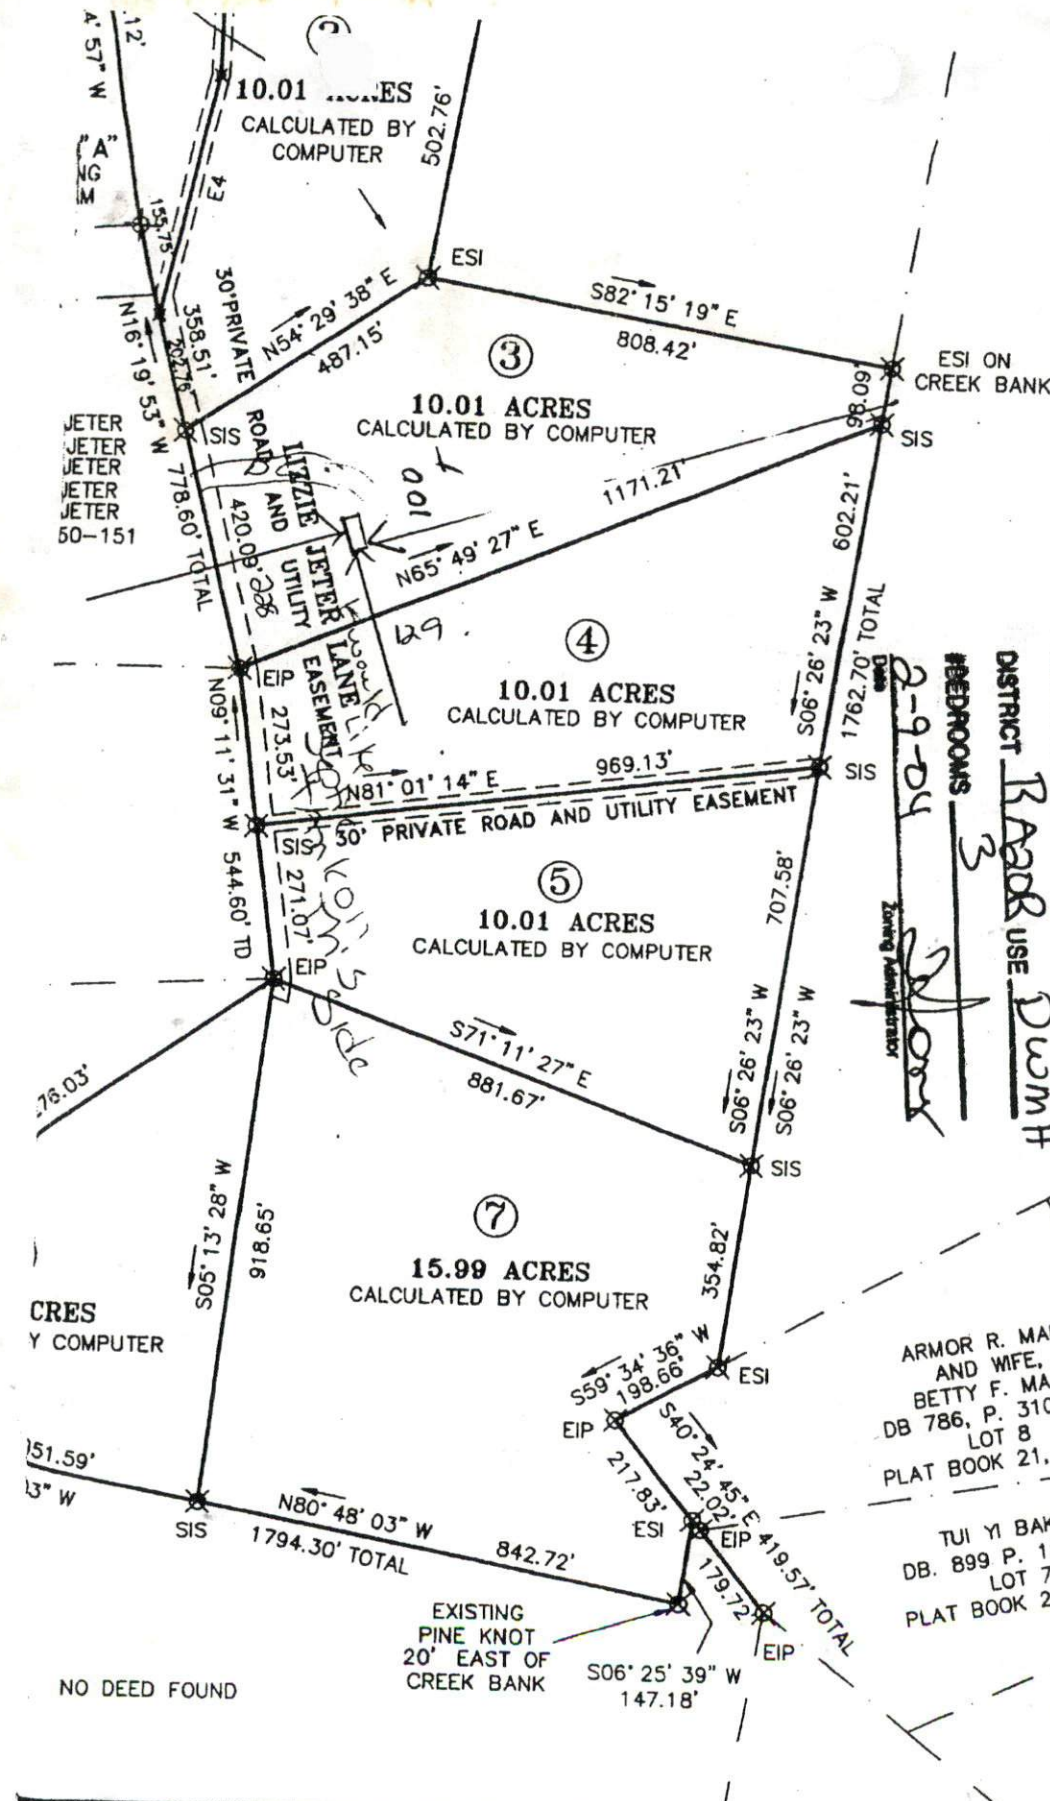 .12'
4' 57" W
10.01
CALCULATED BY
COMPUTER
502.76'
"A"
NG
M
E4
155.75'
ESI
30' PRIVATE
ROAD AND UTILITY
EASEMENT
LIZZIE JETER LANE
N16° 19' 53" W 778.60' TOTAL
358.51'
202.76'
N54° 29' 38" E
487.15'
S82° 15' 19" E
808.42'
③
10.01 ACRES
CALCULATED BY COMPUTER
ESI ON
CREEK BANK
98.09'
SIS
SIS
JETER
JETER
JETER
JETER
JETER
50-151
420.09'
228
100
129
N65° 49' 27" E
1171.21'
602.21'
S06° 26' 23" W
1762.70' TOTAL
④
10.01 ACRES
CALCULATED BY COMPUTER
EIP
N09° 11' 31" W
273.53'
544.60' TD
I would like
Side
N81° 01' 14" E
969.13'
30' PRIVATE ROAD AND UTILITY EASEMENT
SIS
SIS
271.07'
EIP
⑤
10.01 ACRES
CALCULATED BY COMPUTER
707.58'
S06° 26' 23" W
S06° 26' 23" W
DISTRICT RA20R USE DWMH
#BEDROOMS 3
2-9-04
Date
Zoning Administrator
S71° 11' 27" E
881.67'
SIS
76.03'
S05° 13' 28" W
918.65'
⑦
15.99 ACRES
CALCULATED BY COMPUTER
354.82'
CRES
Y COMPUTER
S59° 34' 36" W
198.66'
ESI
EIP
S40° 24' 45" E 419.57' TOTAL
217.83'
22.02'
ESI
EIP
179.72'
EIP
ARMOR R. MA
AND WIFE,
BETTY F. MA
DB 786, P. 310
LOT 8
PLAT BOOK 21,
TUI YI BAK
DB. 899 P. 1
LOT 7
PLAT BOOK 2
051.59'
03" W
SIS
N80° 48' 03" W
1794.30' TOTAL
842.72'
EXISTING
PINE KNOT
20' EAST OF
CREEK BANK
S06° 25' 39" W
147.18'
NO DEED FOUND